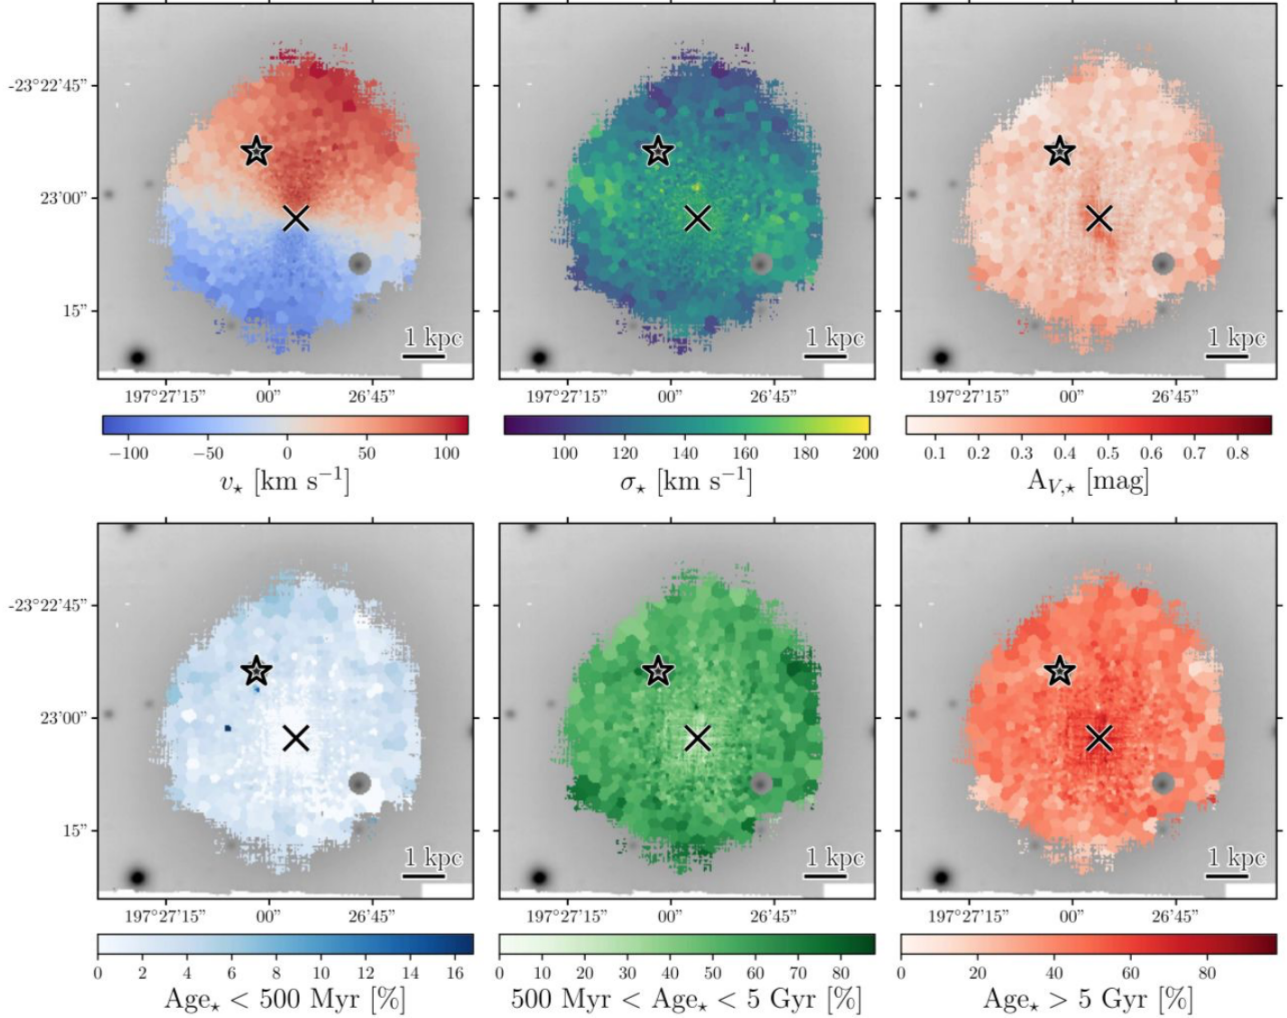 -23°22'45"
23'00"
15"
1 kpc 1 kpc 1 kpc
197°27'15" 00" 26'45" 197°27'15" 00" 26'45" 197°27'15" 00" 26'45"
−100 −50 0 50 100 100 120 140 160 180 200 0.1 0.2 0.3 0.4 0.5 0.6 0.7 0.8
v⋆ [km s⁻¹] σ⋆ [km s⁻¹] A_V,⋆ [mag]
-23°22'45"
23'00"
15"
1 kpc 1 kpc 1 kpc
197°27'15" 00" 26'45" 197°27'15" 00" 26'45" 197°27'15" 00" 26'45"
0 2 4 6 8 10 12 14 16 0 10 20 30 40 50 60 70 80 0 20 40 60 80
Age⋆ < 500 Myr [%] 500 Myr < Age⋆ < 5 Gyr [%] Age⋆ > 5 Gyr [%]